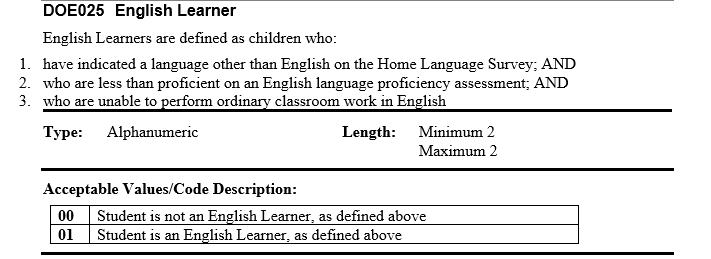 DOE025 English Learner
English Learners are defined as children who:
1. have indicated a language other than English on the Home Language Survey; AND
2. who are less than proficient on an English language proficiency assessment; AND
3. who are unable to perform ordinary classroom work in English
Type: Alphanumeric Length: Minimum 2
Maximum 2
Acceptable Values/Code Description:
00 Student is not an English Learner, as defined above
01 Student is an English Learner, as defined above